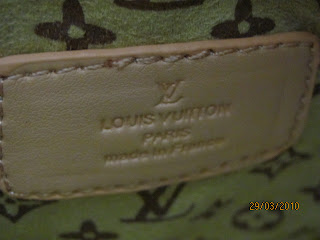 LV
LOUIS VUITTON
PARIS
made in France
29/03/2010